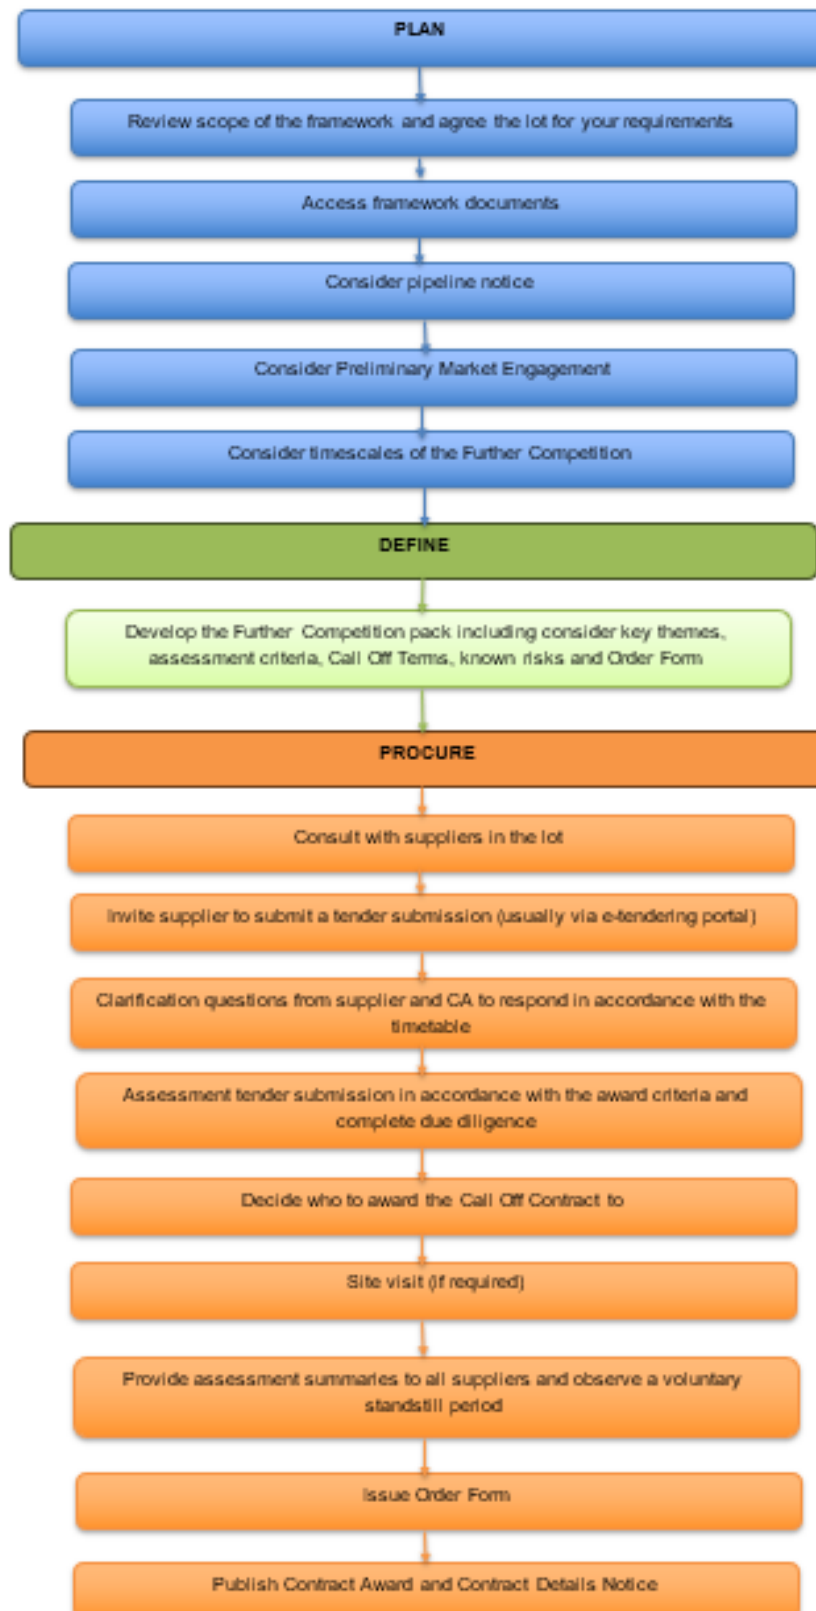 PLAN
Review scope of the framework and agree the lot for your requirements
Access framework documents
Consider pipeline notice
Consider Preliminary Market Engagement
Consider timescales of the Further Competition
DEFINE
Develop the Further Competition pack including consider key themes,
assessment criteria, Call Off Terms, known risks and Order Form
PROCURE
Consult with suppliers in the lot
Invite supplier to submit a tender submission (usually via e-tendering portal)
Clarification questions from supplier and CA to respond in accordance with the
timetable
Assessment tender submission in accordance with the award criteria and
complete due diligence
Decide who to award the Call Off Contract to
Site visit (if required)
Provide assessment summaries to all suppliers and observe a voluntary
standstill period
Issue Order Form
Publish Contract Award and Contract Details Notice